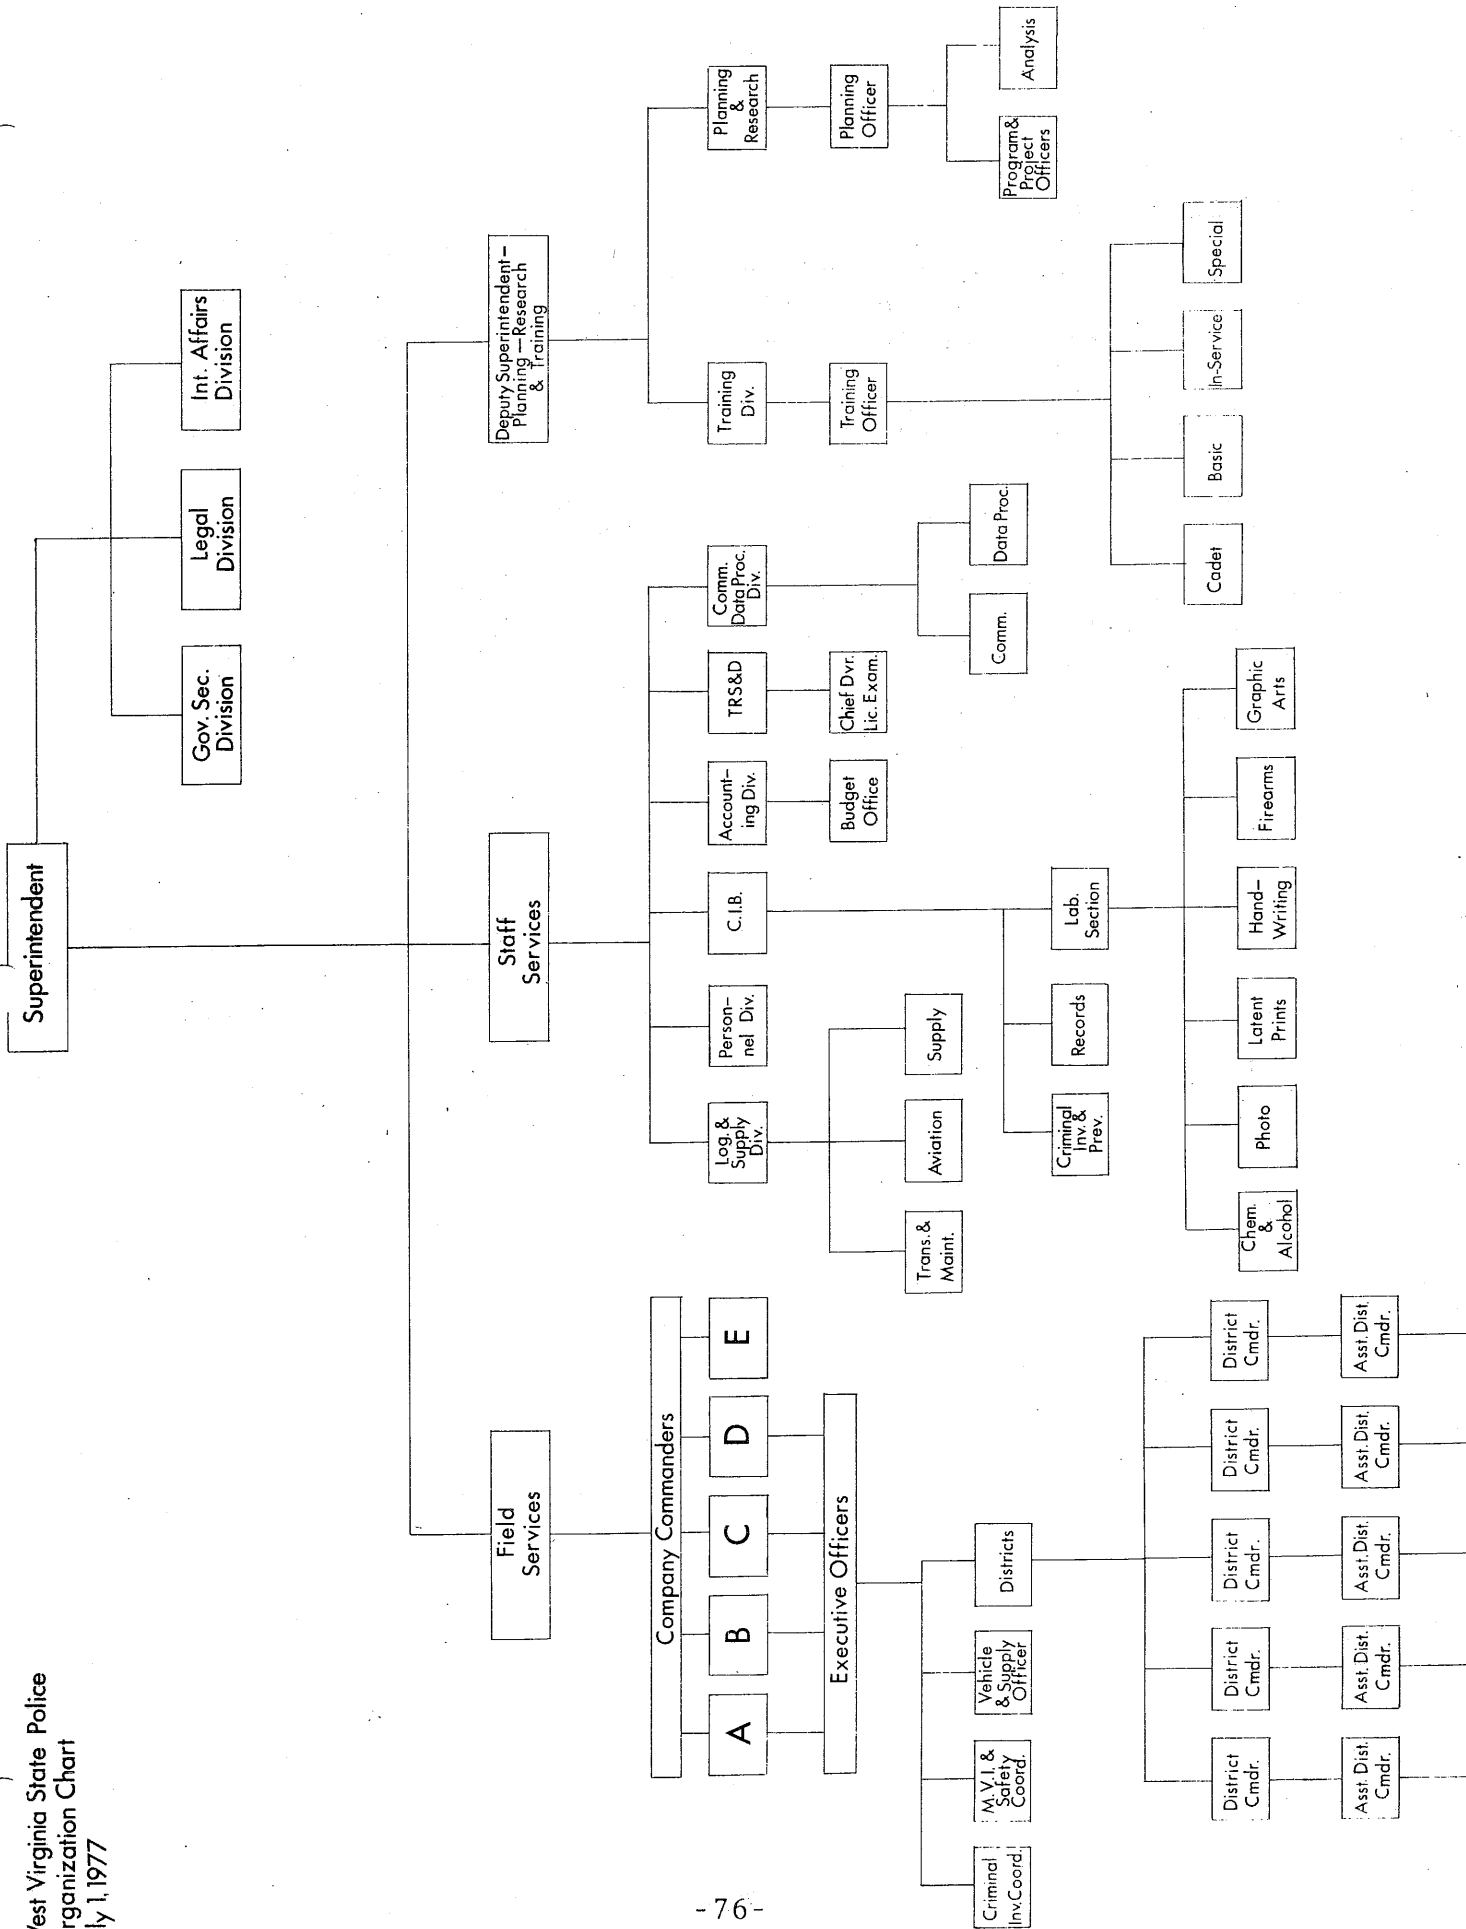 Vest Virginia State Police
rganization Chart
ly 1, 1977
Superintendent
Gov. Sec.
Division
Legal
Division
Int. Affairs
Division
Field
Services
Staff
Services
Deputy Superintendent–
Planning—Research
& Training
Company Commanders
A
B
C
D
E
Executive Officers
Criminal
Inv. Coord.
M.V.I. &
Safety
Coord.
Vehicle
& Supply
Officer
Districts
District
Cmdr.
District
Cmdr.
District
Cmdr.
District
Cmdr.
District
Cmdr.
Asst. Dist.
Cmdr.
Asst. Dist.
Cmdr.
Asst. Dist.
Cmdr.
Asst. Dist.
Cmdr.
Asst. Dist.
Cmdr.
Log. &
Supply
Div.
Person–
nel Div.
C.I.B.
Account–
ing Div.
TRS&D
Comm.
Data Proc.
Div.
Trans. &
Maint.
Aviation
Supply
Budget
Office
Chief Dvr.
Lic. Exam.
Comm.
Data Proc.
Criminal
Inv. &
Prev.
Records
Lab.
Section
Chem.
&
Alcohol
Photo
Latent
Prints
Hand–
Writing
Firearms
Graphic
Arts
Training
Div.
Planning
&
Research
Training
Officer
Planning
Officer
Program &
Project
Officers
Analysis
Cadet
Basic
In-Service
Special
-76-